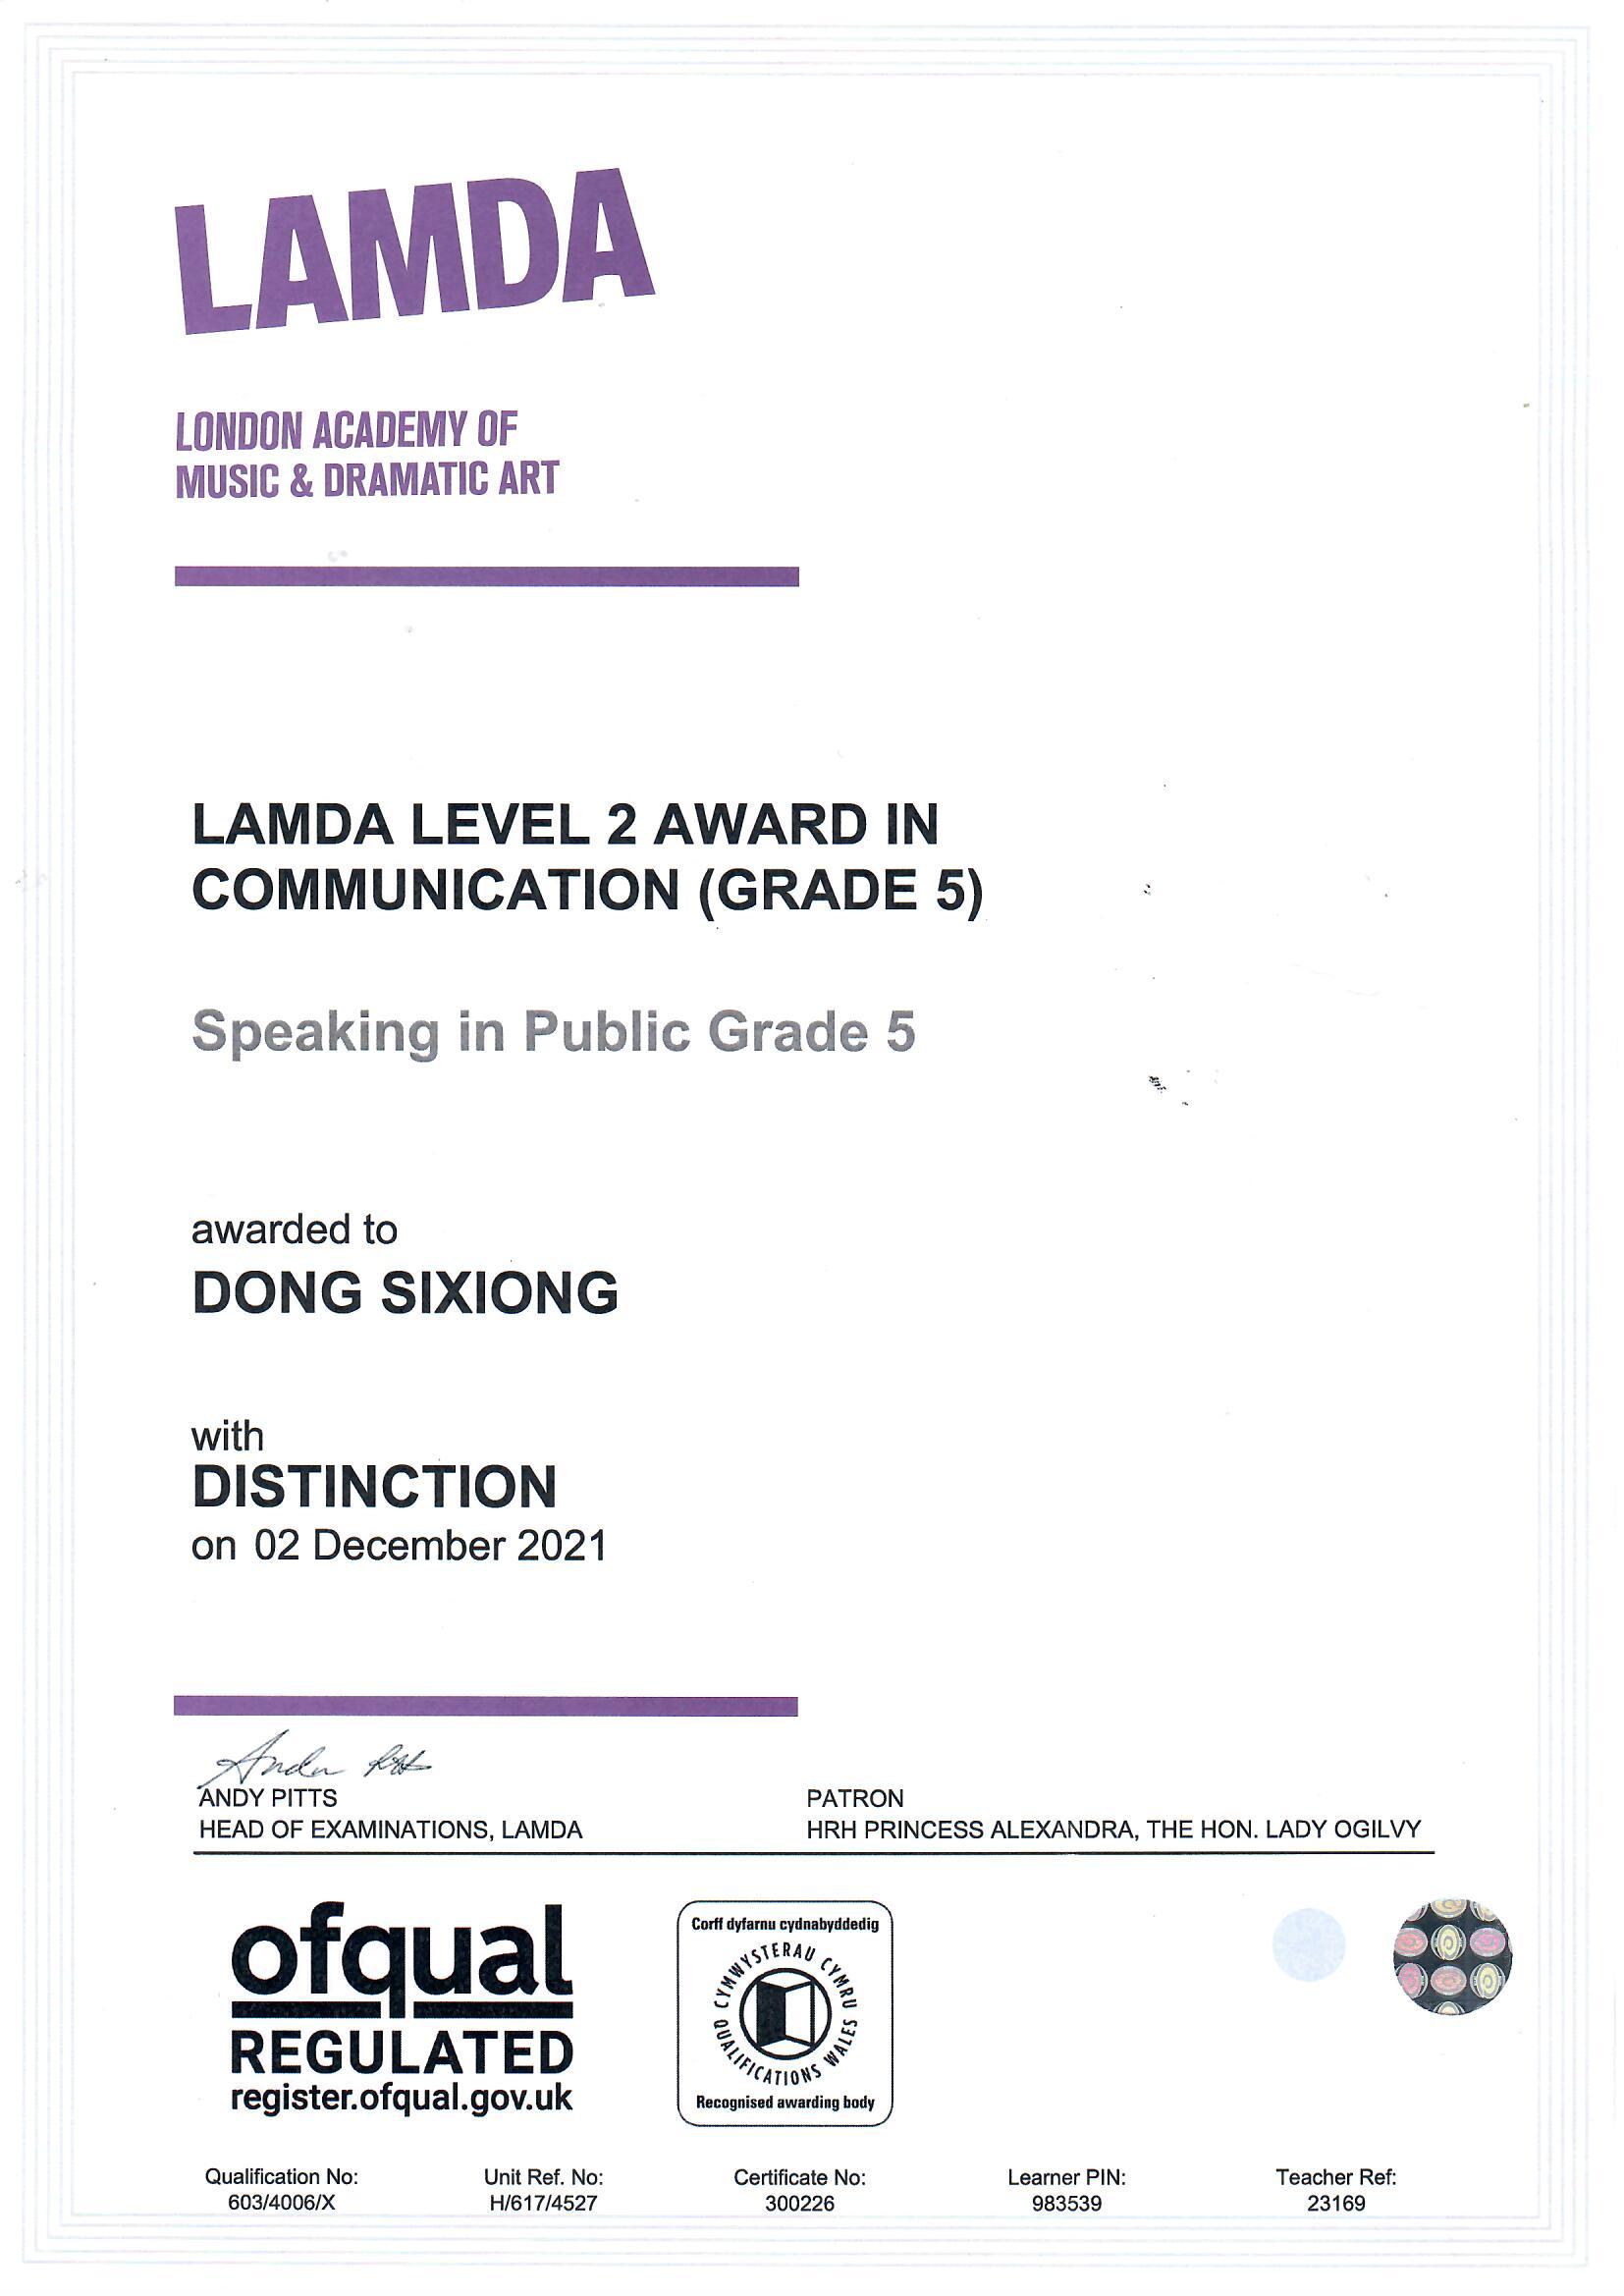 LAMDA
LONDON ACADEMY OF
MUSIC & DRAMATIC ART
LAMDA LEVEL 2 AWARD IN
COMMUNICATION (GRADE 5)
Speaking in Public Grade 5
awarded to
DONG SIXIONG
with
DISTINCTION
on 02 December 2021
ANDY PITTS
HEAD OF EXAMINATIONS, LAMDA
PATRON
HRH PRINCESS ALEXANDRA, THE HON. LADY OGILVY
ofqual
REGULATED
register.ofqual.gov.uk
Corff dyfarnu cydnabyddedig
CYMWYSTERAU CYMRU
QUALIFICATIONS WALES
Recognised awarding body
Qualification No:
603/4006/X
Unit Ref. No:
H/617/4527
Certificate No:
300226
Learner PIN:
983539
Teacher Ref:
23169